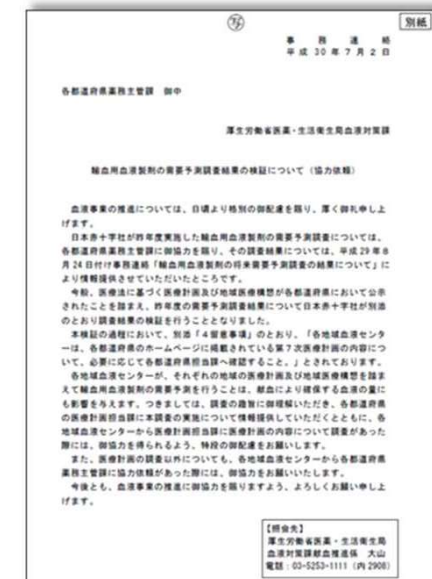 写
別紙
事務連絡
平成30年7月2日
各都道府県薬務主管課 御中
厚生労働省医薬・生活衛生局血液対策課
輸血用血液製剤の需要予測調査結果の検証について(協力依頼)
血液事業の推進については、日頃より格別の御配慮を賜り、厚く御礼申し上
げます。
日本赤十字社が昨年度実施した輸血用血液製剤の需要予測調査については、
各都道府県薬務主管課に御協力を賜り、その調査結果については、平成29年8
月24日付け事務連絡「輸血用血液製剤の将来需要予測調査の結果について」に
より情報提供させていただいたところです。
今般、医療法に基づく医療計画及び地域医療構想が各都道府県において公示
されたことを踏まえ、昨年度の需要予測調査結果について日本赤十字社が別添
のとおり調査結果の検証を行うこととなりました。
本検証の過程において、別添「4留意事項」のとおり、「各地域血液センタ
ーは、各都道府県のホームページに掲載されている第7次医療計画の内容につ
いて、必要に応じて各都道府県担当課へ確認すること。」とされております。
各地域血液センターが、それぞれの地域の医療計画及び地域医療構想を踏ま
えて輸血用血液製剤の需要予測を行うことは、献血により確保する血液の量に
も影響を与えます。つきましては、調査の趣旨に御理解いただき、各都道府県
の医療計画担当課に本調査の実施について情報提供していただくとともに、各
地域血液センターから医療計画担当課に医療計画の内容について調査があった
際には、御協力を得られるよう、特段の御配慮をお願いします。
また、医療計画の調査以外についても、各地域血液センターから各都道府県
薬務主管課に協力依頼があった際には、御協力をお願いいたします。
今後とも、血液事業の推進に御協力を賜りますよう、よろしくお願い申し上
げます。
【照会先】
厚生労働省医薬・生活衛生局
血液対策課献血推進係 大山
電話:03-5253-1111(内2908)